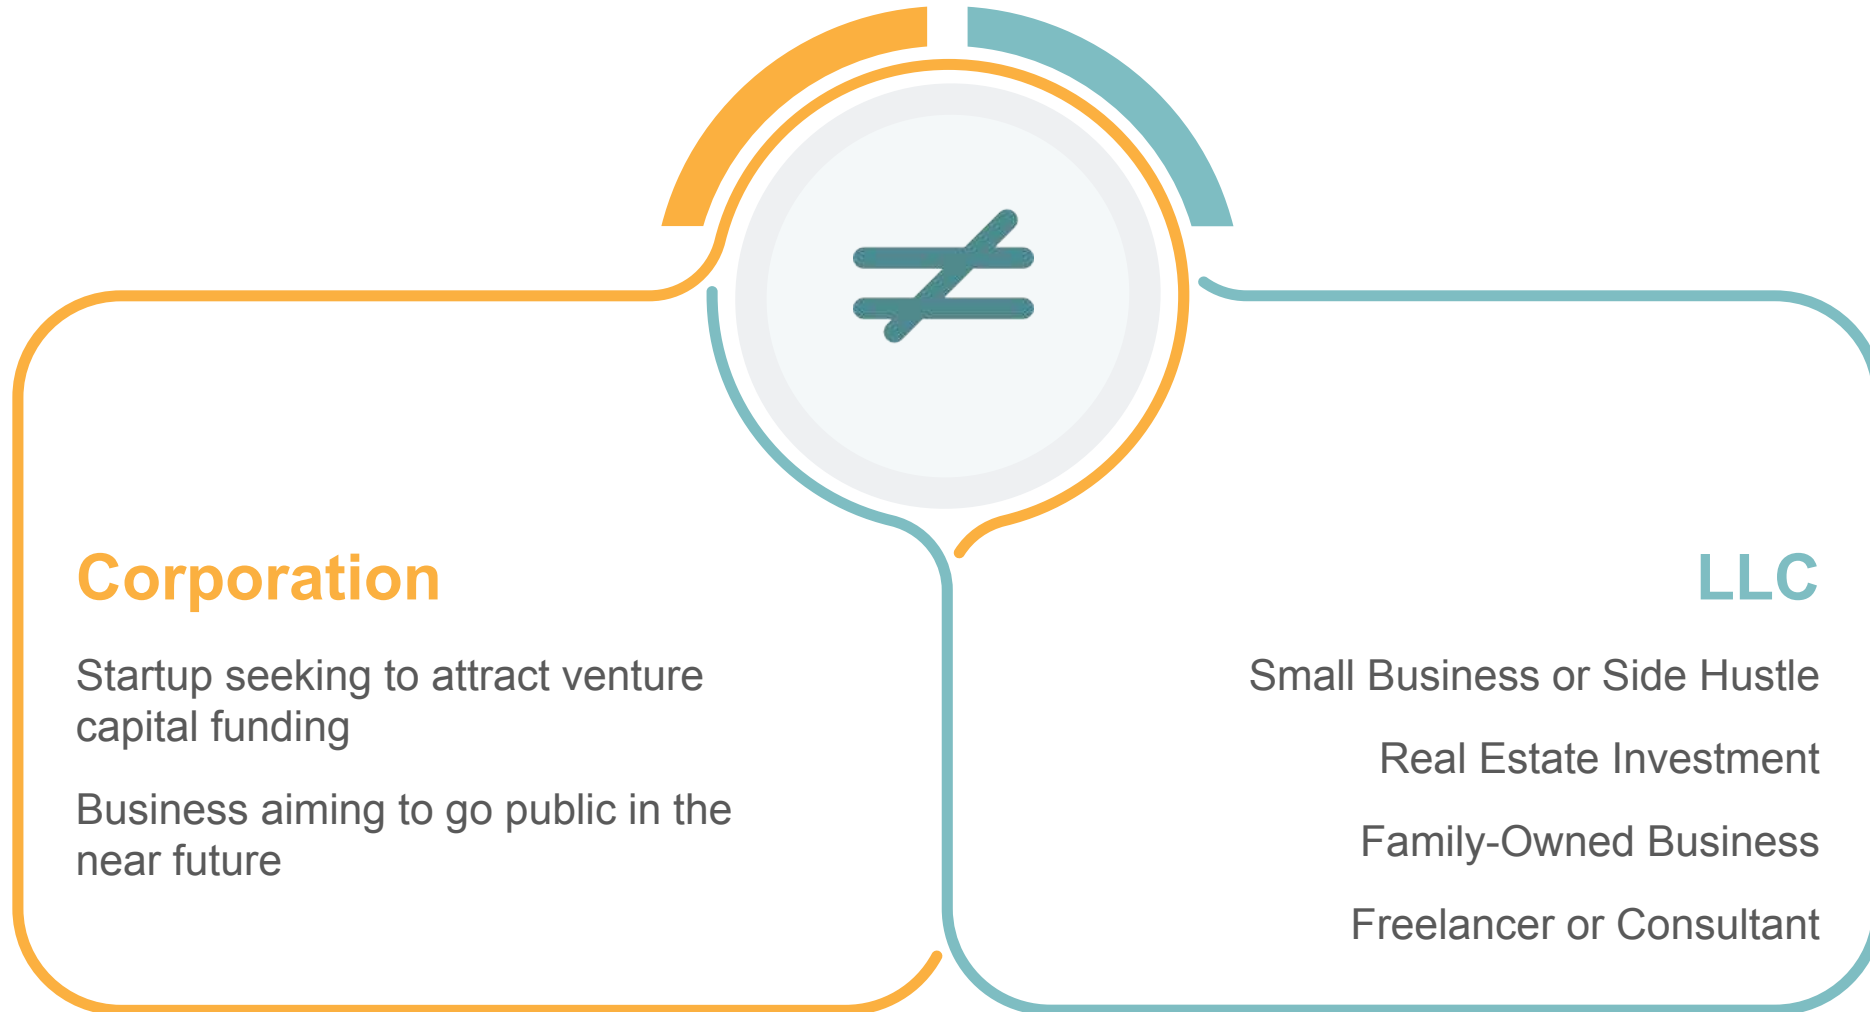 Corporation
Startup seeking to attract venture
capital funding
Business aiming to go public in the
near future
LLC
Small Business or Side Hustle
Real Estate Investment
Family-Owned Business
Freelancer or Consultant